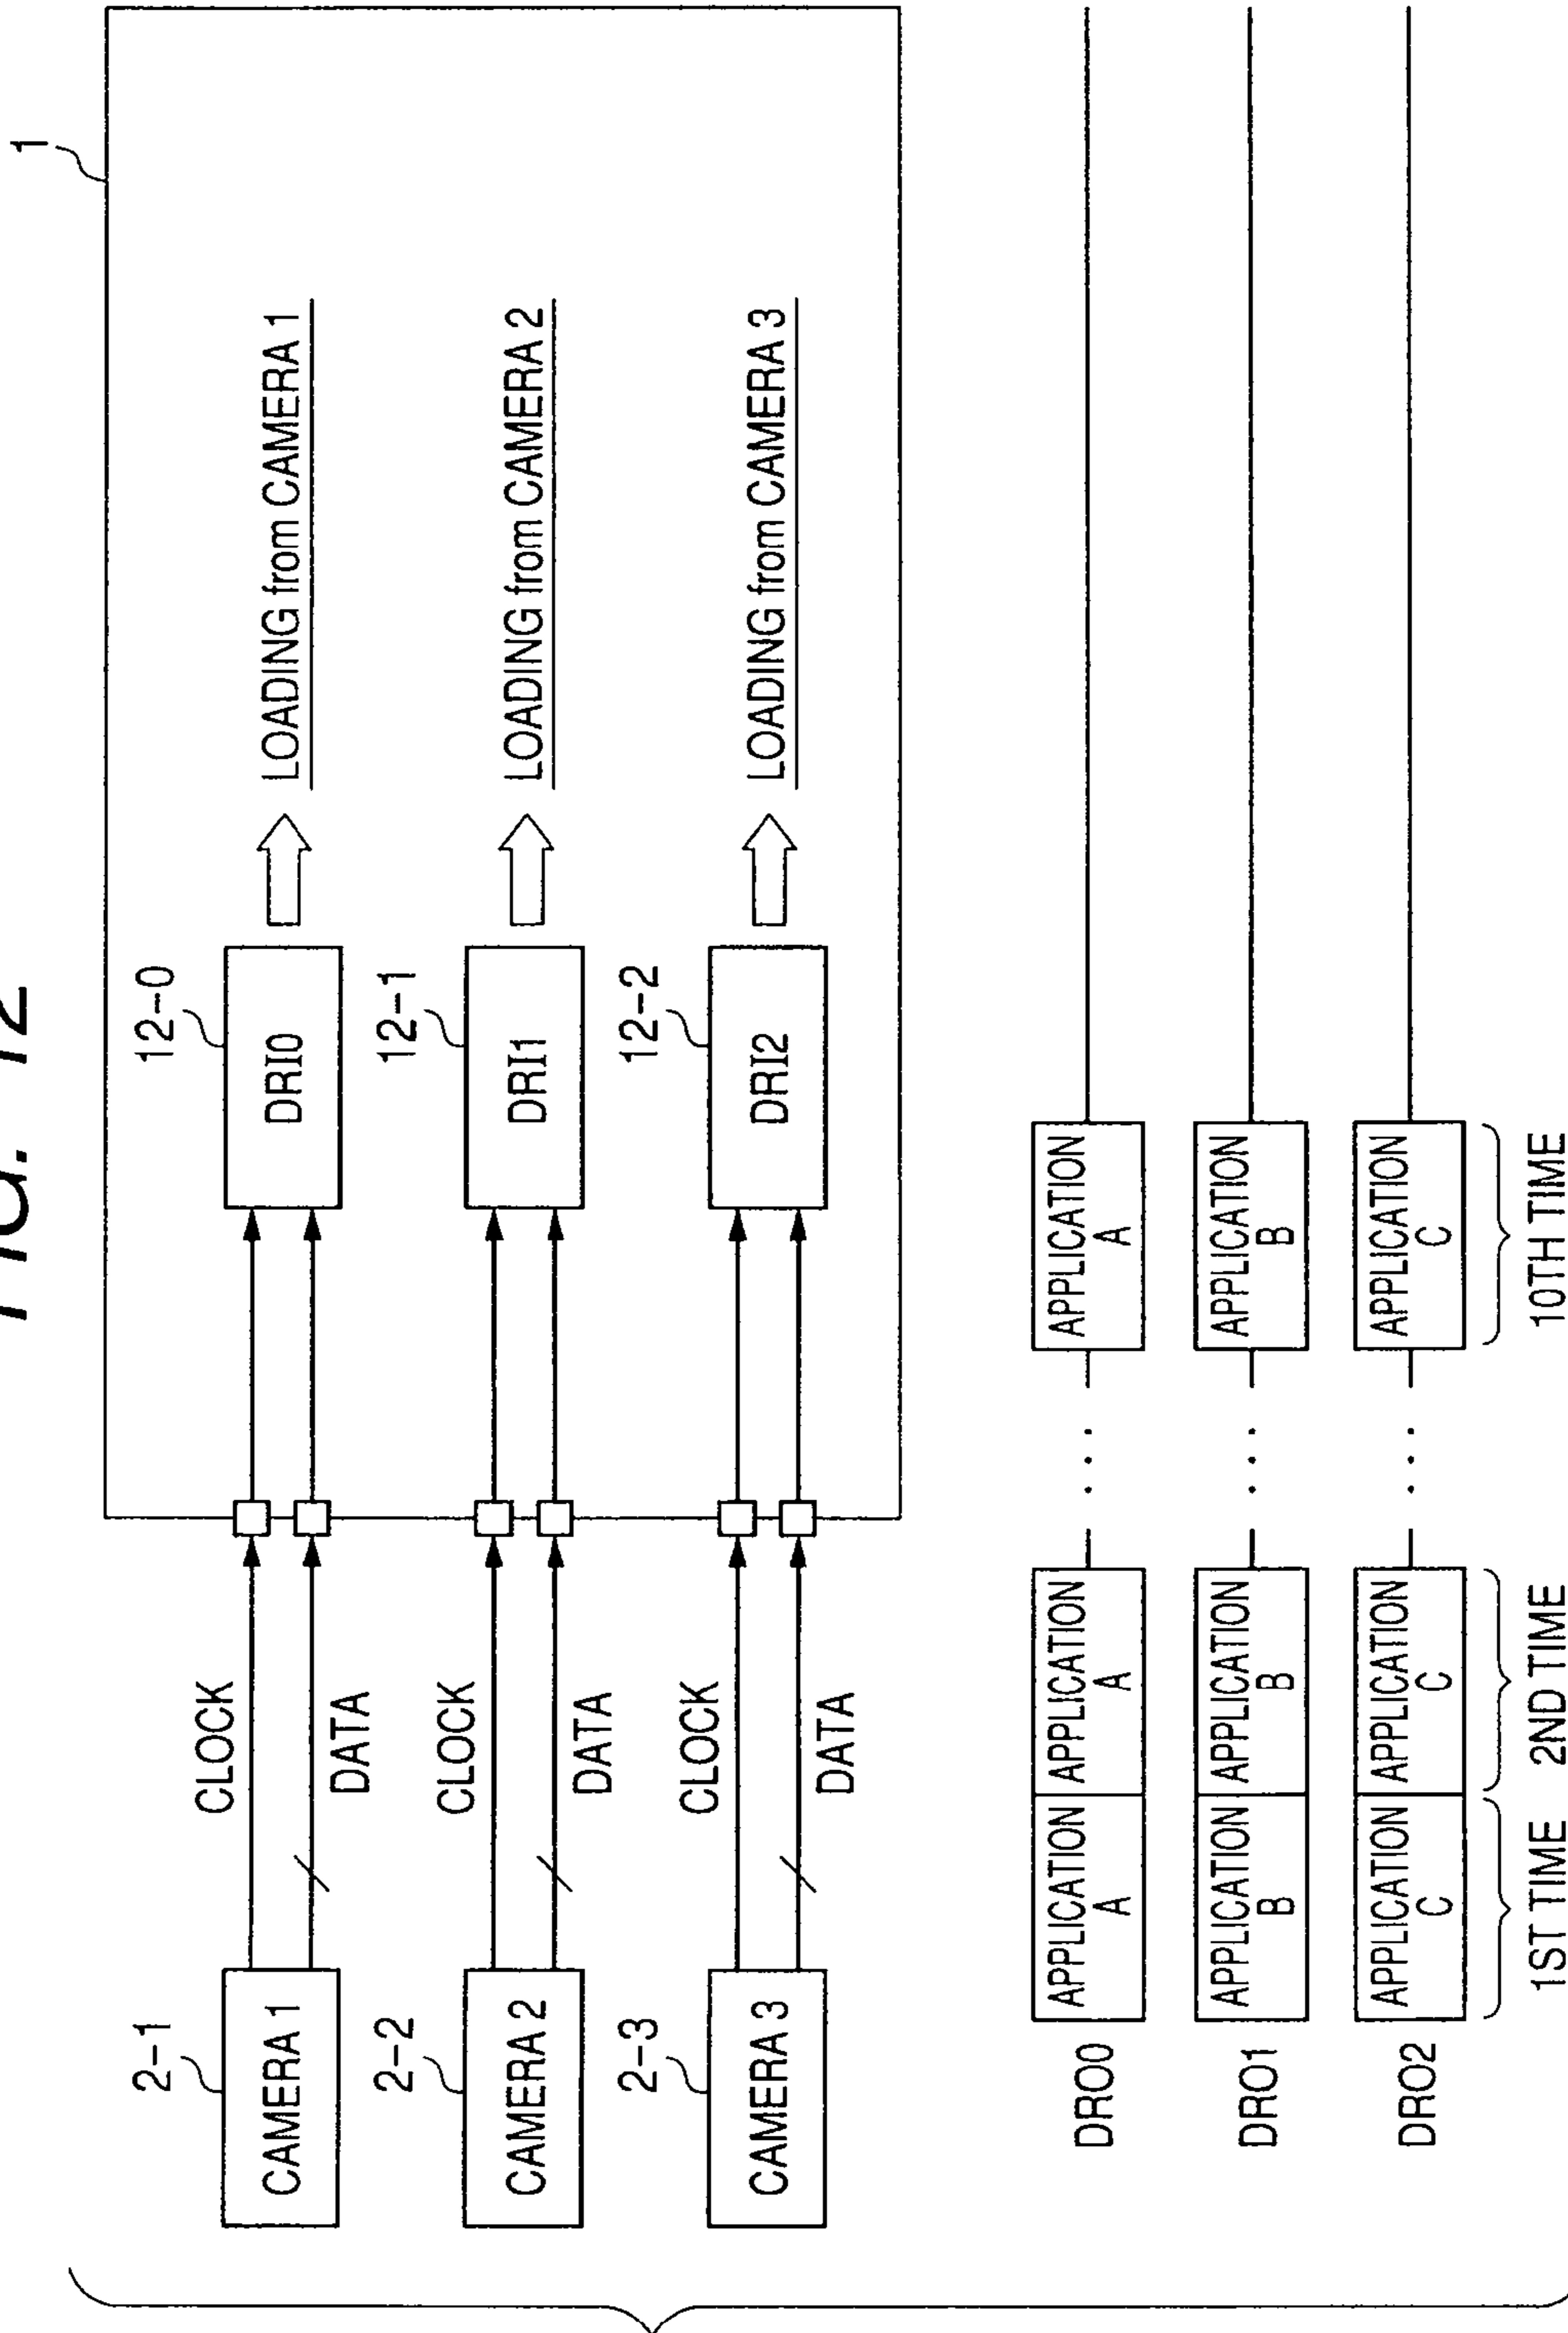 FIG. 12
1
2-1
CAMERA 1
CLOCK
DATA
12-0
DRI0
LOADING from CAMERA 1
2-2
CAMERA 2
CLOCK
DATA
12-1
DRI1
LOADING from CAMERA 2
2-3
CAMERA 3
CLOCK
DATA
12-2
DRI2
LOADING from CAMERA 3
DRO0
APPLICATION
A
APPLICATION
A
. . .
APPLICATION
A
DRO1
APPLICATION
B
APPLICATION
B
. . .
APPLICATION
B
DRO2
APPLICATION
C
APPLICATION
C
. . .
APPLICATION
C
1ST TIME
2ND TIME
10TH TIME